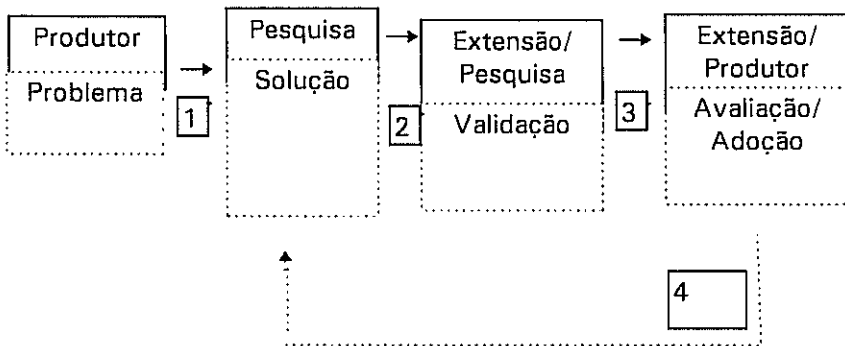 Produtor
Problema
1
Pesquisa
Solução
2
Extensão/
Pesquisa
Validação
3
Extensão/
Produtor
Avaliação/
Adoção
4